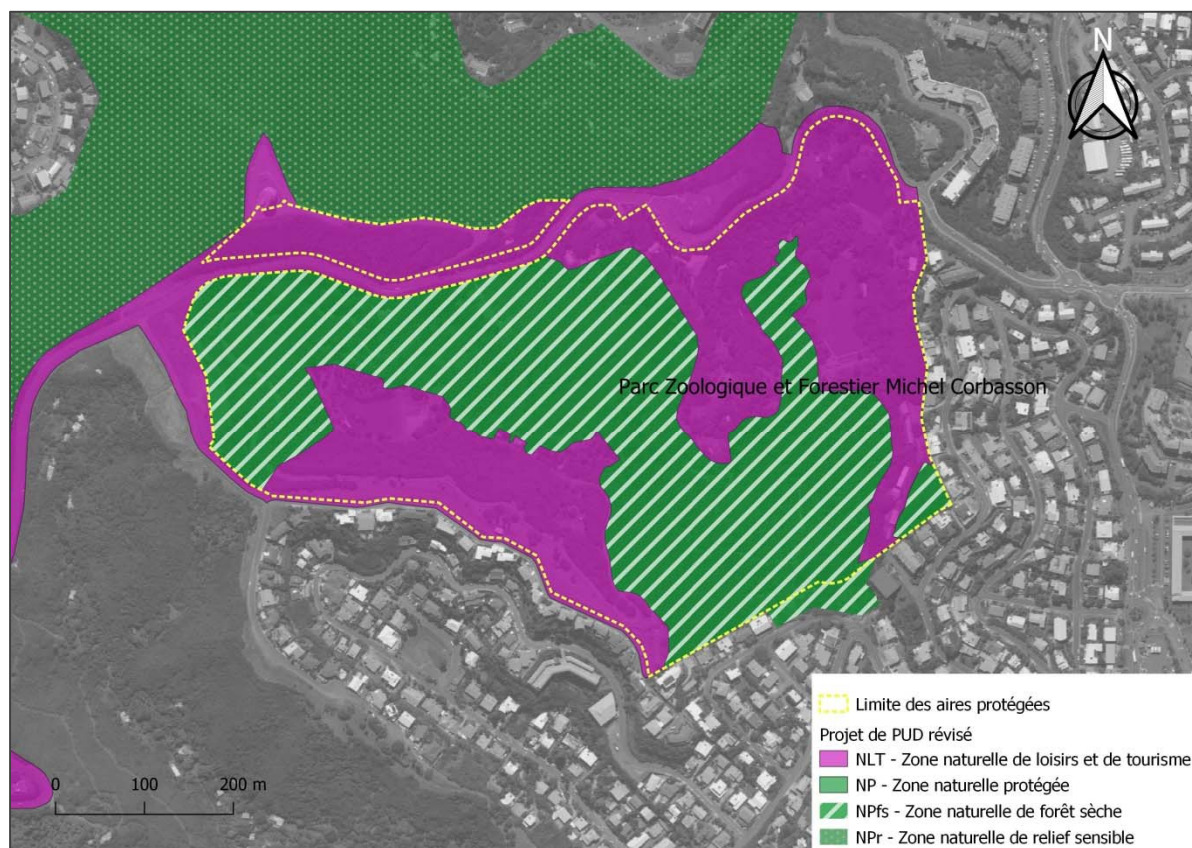 N
Parc Zoologique et Forestier Michel Corbasson
0 100 200 m
Limite des aires protégées
Projet de PUD révisé
NLT - Zone naturelle de loisirs et de tourisme
NP - Zone naturelle protégée
NPfs - Zone naturelle de forêt sèche
NPr - Zone naturelle de relief sensible